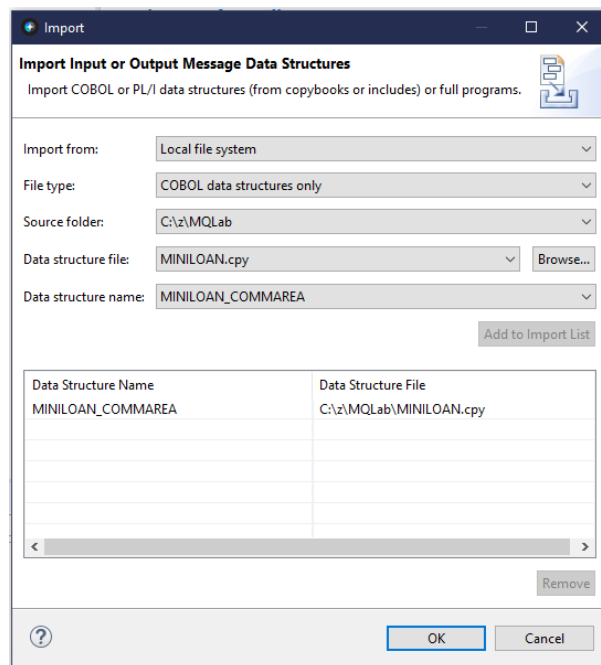 Import
Import Input or Output Message Data Structures
Import COBOL or PL/I data structures (from copybooks or includes) or full programs.
Import from: Local file system
File type: COBOL data structures only
Source folder: C:\z\MQLab
Data structure file: MINILOAN.cpy Browse...
Data structure name: MINILOAN_COMMAREA
Add to Import List
Data Structure Name Data Structure File
MINILOAN_COMMAREA C:\z\MQLab\MINILOAN.cpy
Remove
? OK Cancel